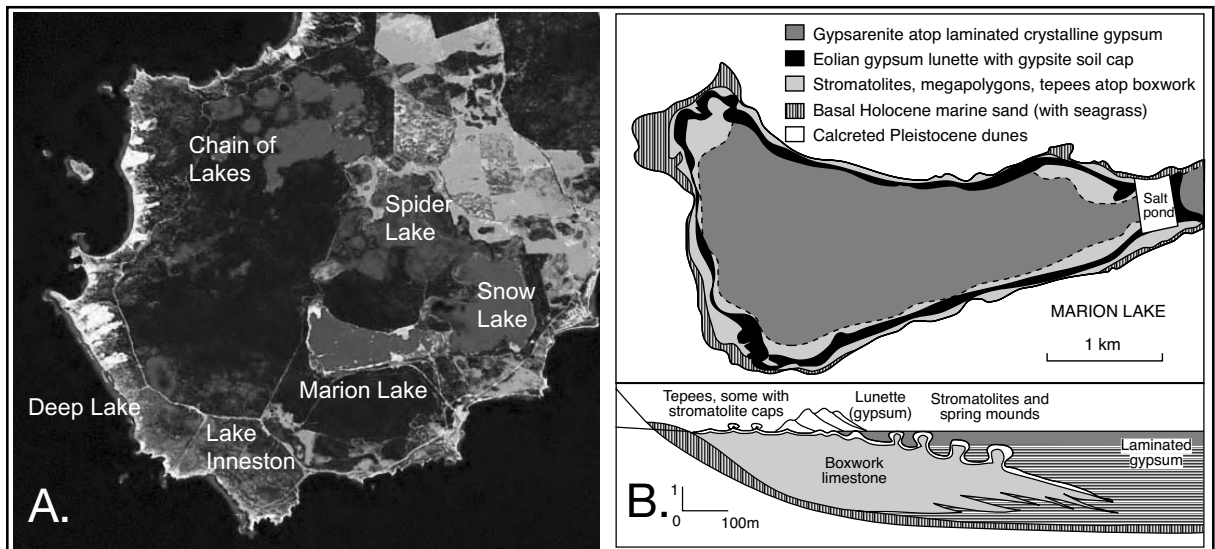 Chain of
Lakes
Spider
Lake
Snow
Lake
Marion Lake
Deep Lake
Lake
Inneston
A.
Gypsarenite atop laminated crystalline gypsum
Eolian gypsum lunette with gypsite soil cap
Stromatolites, megapolygons, tepees atop boxwork
Basal Holocene marine sand (with seagrass)
Calcreted Pleistocene dunes
Salt
pond
MARION LAKE
1 km
Tepees, some with
stromatolite caps
Lunette
(gypsum)
Stromatolites and
spring mounds
Laminated
gypsum
Boxwork
limestone
B.
1
0
100m